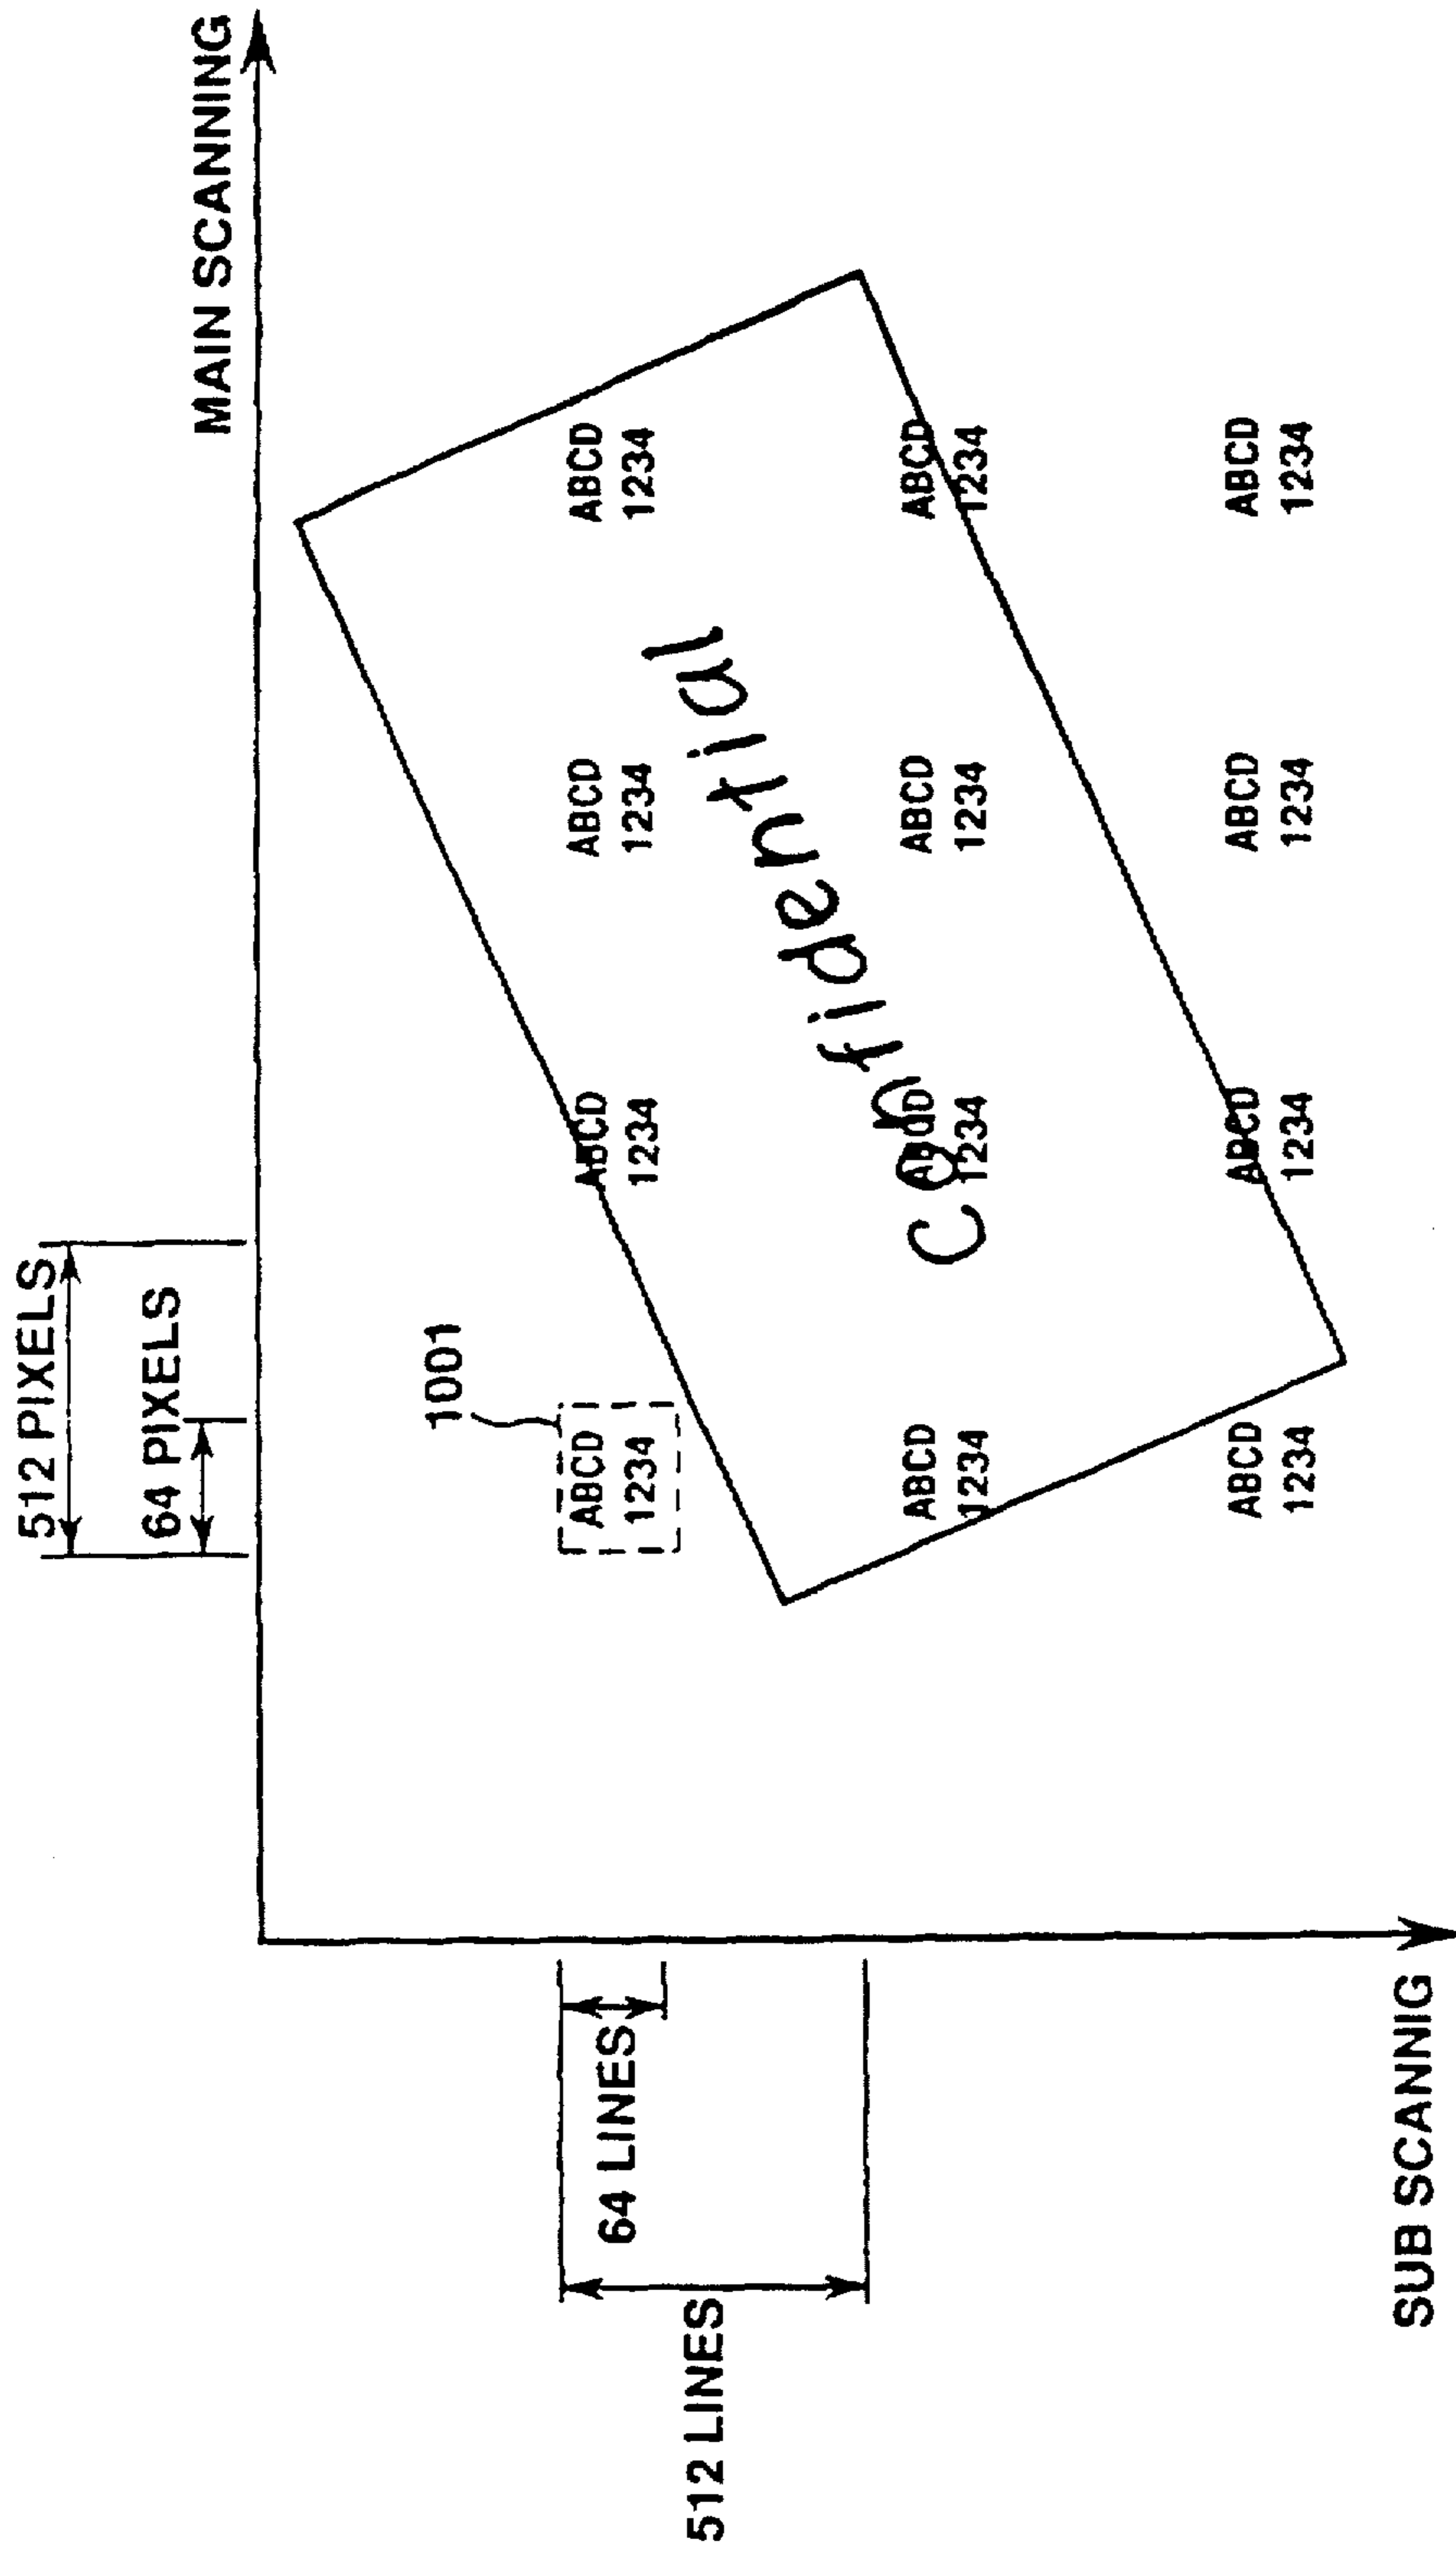 MAIN SCANNING
512 PIXELS
64 PIXELS
1001
ABCD
1234
ABCD
1234
ABCD
1234
ABCD
1234
Confidential
ABCD
1234
ABCD
1234
ABCD
1234
ABCD
1234
ABCD
1234
ABCD
1234
ABCD
1234
ABCD
1234
64 LINES
512 LINES
SUB SCANNIG